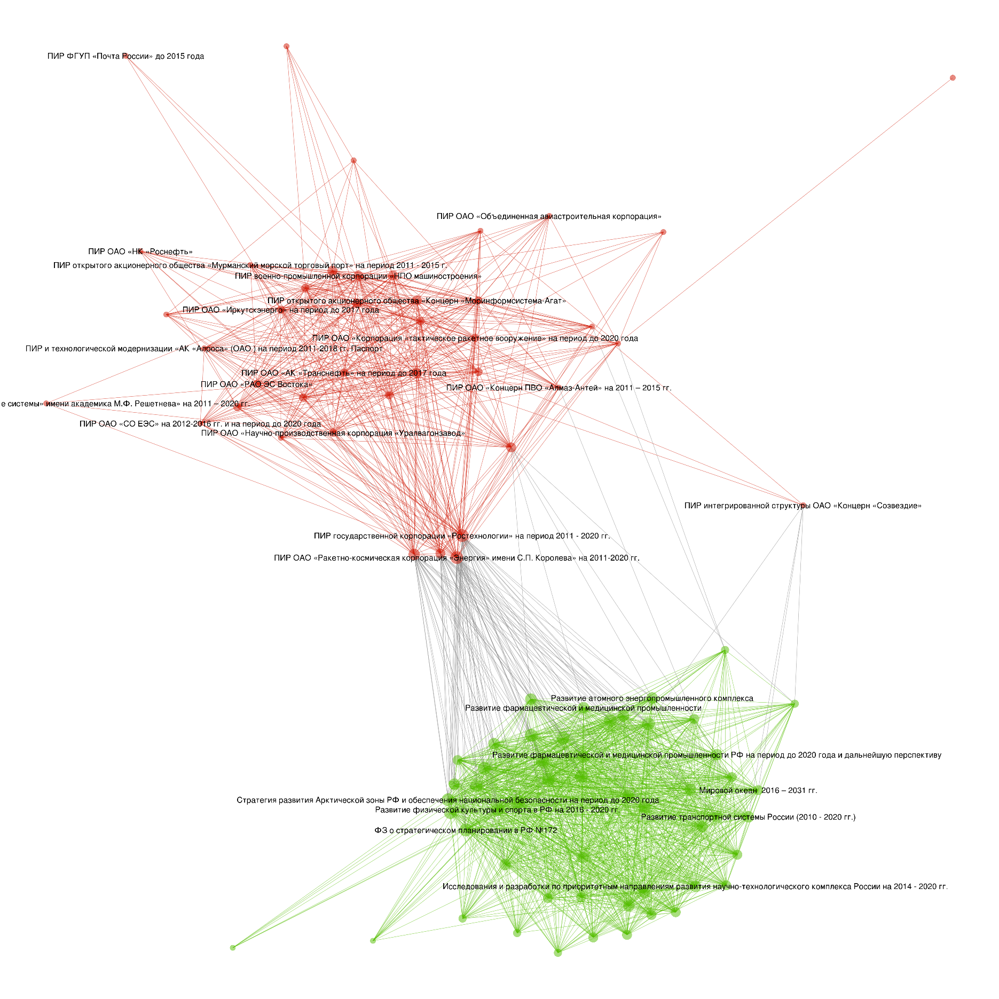 ПИР ФГУП «Почта России» до 2015 года
ПИР ОАО «Объединенная авиастроительная корпорация»
ПИР ОАО «НК «Роснефть»
ПИР открытого акционерного общества «Мурманский морской торговый порт» на период 2011 - 2015 г.
ПИР военно-промышленной корпорации «НПО машиностроения»
ПИР открытого акционерного общества «Концерн «Моринформсистема-Агат»
ПИР ОАО «Иркутскэнерго» на период до 2017 года
ПИР ОАО «Корпорация «тактическое ракетное вооружение» на период до 2020 года
ПИР и технологической модернизации «АК «Алроса» (ОАО ) на период 2011-2018 гг. Паспорт
ПИР ОАО «АК «Транснефть» на период до 2017 года
ПИР ОАО «РАО ЭС Востока»
ПИР ОАО «Концерн ПВО «Алмаз-Антей» на 2011 – 2015 гг.
е системы» имени академика М.Ф. Решетнева» на 2011 – 2020 гг.
ПИР ОАО «СО ЕЭС» на 2012-2016 гг. и на период до 2020 года
ПИР ОАО «Научно-производственная корпорация «Уралвагонзавод»
ПИР интегрированной структуры ОАО «Концерн «Созвездие»
ПИР государственной корпорации «Ростехнологии» на период 2011 - 2020 гг.
ПИР ОАО «Ракетно-космическая корпорация «Энергия» имени С.П. Королева» на 2011-2020 гг.
Развитие атомного энергопромышленного комплекса
Развитие фармацевтической и медицинской промышленности
Развитие фармацевтической и медицинской промышленности РФ на период до 2020 года и дальнейшую перспективу
Мировой океан 2016 – 2031 гг.
Стратегия развития Арктической зоны РФ и обеспечения национальной безопасности на период до 2020 года
Развитие физической культуры и спорта в РФ на 2016 - 2020 гг.
Развитие транспортной системы России (2010 - 2020 гг.)
ФЗ о стратегическом планировании в РФ №172
Исследования и разработки по приоритетным направлениям развития научно-технологического комплекса России на 2014 - 2020 гг.